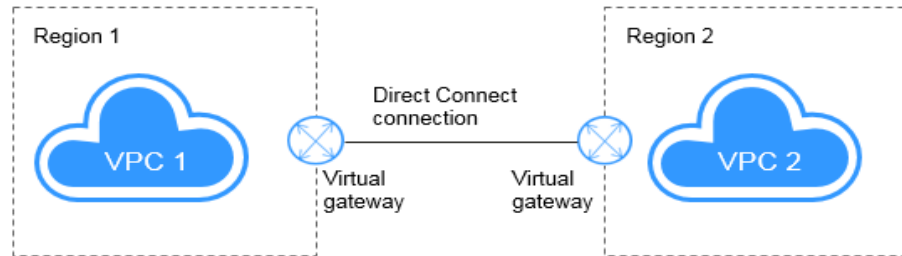 Region 1
Region 2
VPC 1
Direct Connect
connection
VPC 2
Virtual
gateway
Virtual
gateway